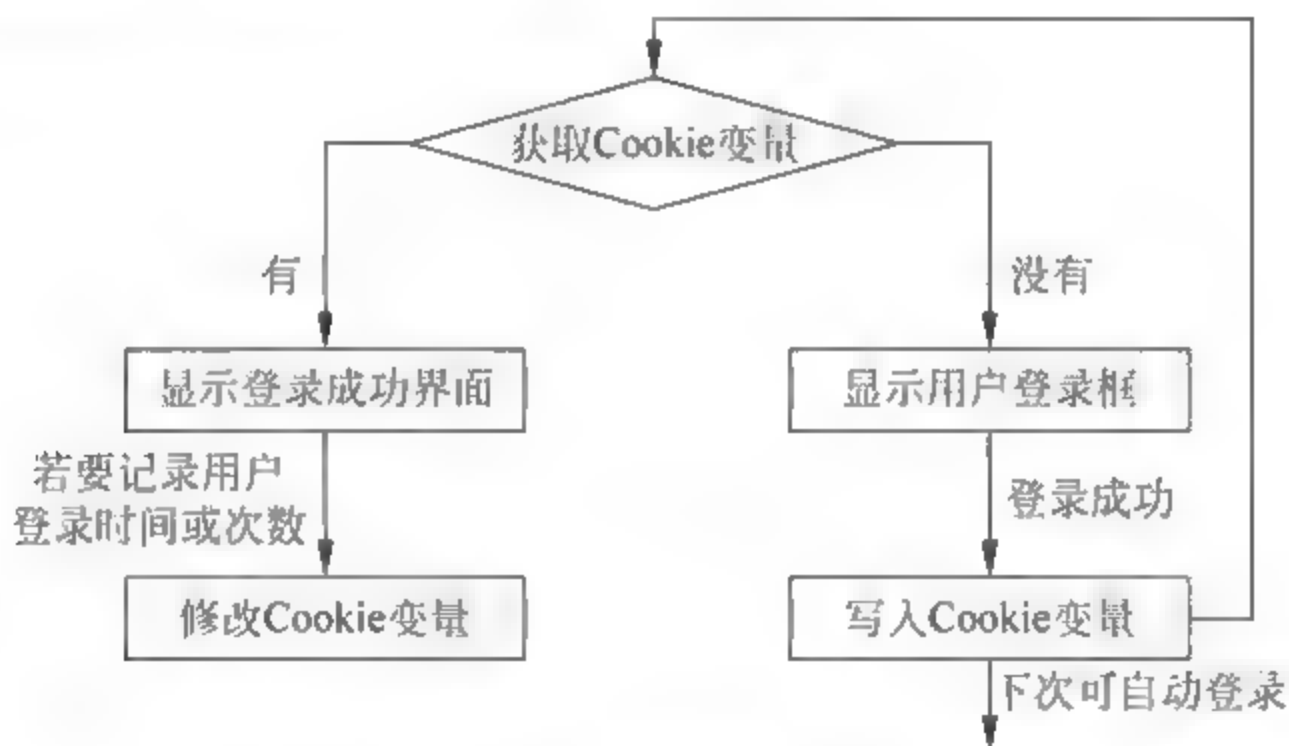 获取Cookie变量
有
没有
显示登录成功界面
显示用户登录框
若要记录用户
登录时间或次数
登录成功
修改Cookie变量
写入Cookie变量
下次可自动登录